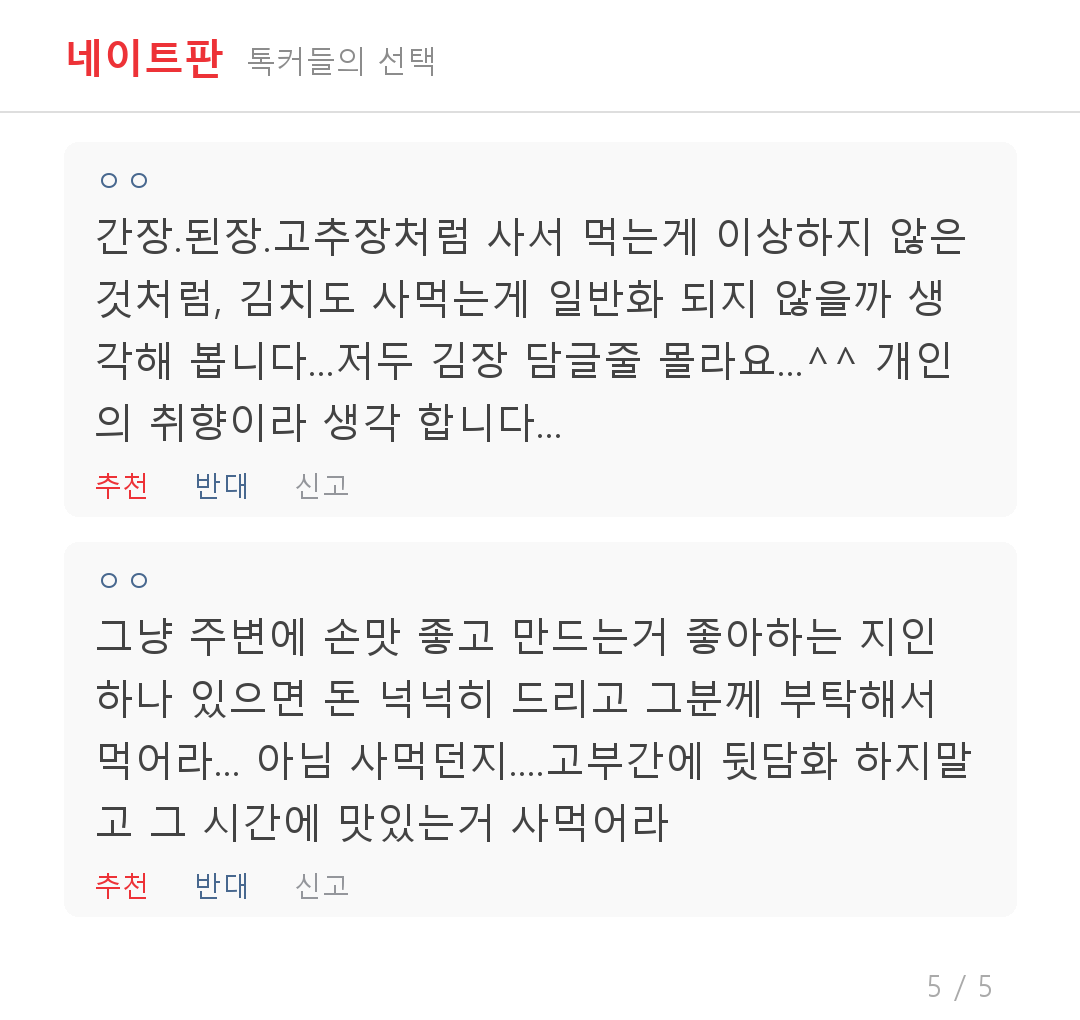 네이트판 톡커들의 선택
ㅇㅇ
간장.된장.고추장처럼 사서 먹는게 이상하지 않은
것처럼, 김치도 사먹는게 일반화 되지 않을까 생
각해 봅니다...저두 김장 담글줄 몰라요...^^ 개인
의 취향이라 생각 합니다...
추천 반대 신고
ㅇㅇ
그냥 주변에 손맛 좋고 만드는거 좋아하는 지인
하나 있으면 돈 넉넉히 드리고 그분께 부탁해서
먹어라... 아님 사먹던지....고부간에 뒷담화 하지말
고 그 시간에 맛있는거 사먹어라
추천 반대 신고
5 / 5